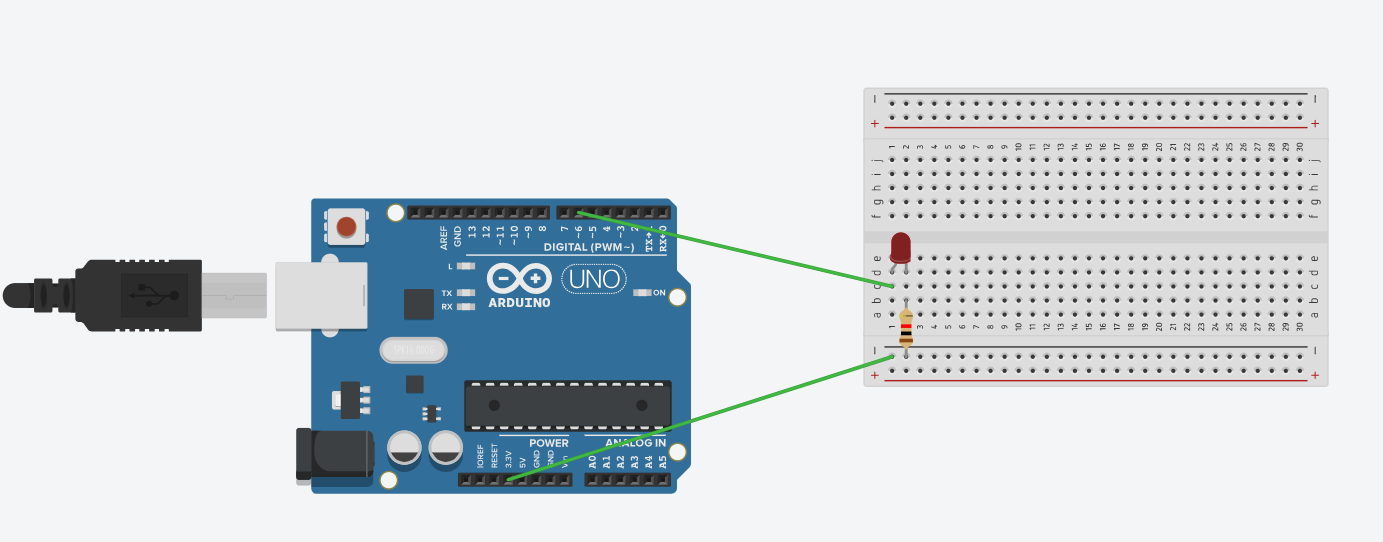 1 2 3 4 5 6 7 8 9 10 11 12 13 14 15 16 17 18 19 20 21 22 23 24 25 26 27 28 29 30
j j
i i
h h
g g
f f
AREF GND 13 12 ~11 ~10 ~9 8 7 ~6 ~5 4 ~3 2 TX→1 RX←0
DIGITAL (PWM~)
e e
d d
c c
b b
a a
L
TX
RX
UNO
ON
ARDUINO
1 2 3 4 5 6 7 8 9 10 11 12 13 14 15 16 17 18 19 20 21 22 23 24 25 26 27 28 29 30
POWER ANALOG IN
IOREF RESET 3.3V 5V GND GND Vin A0 A1 A2 A3 A4 A5